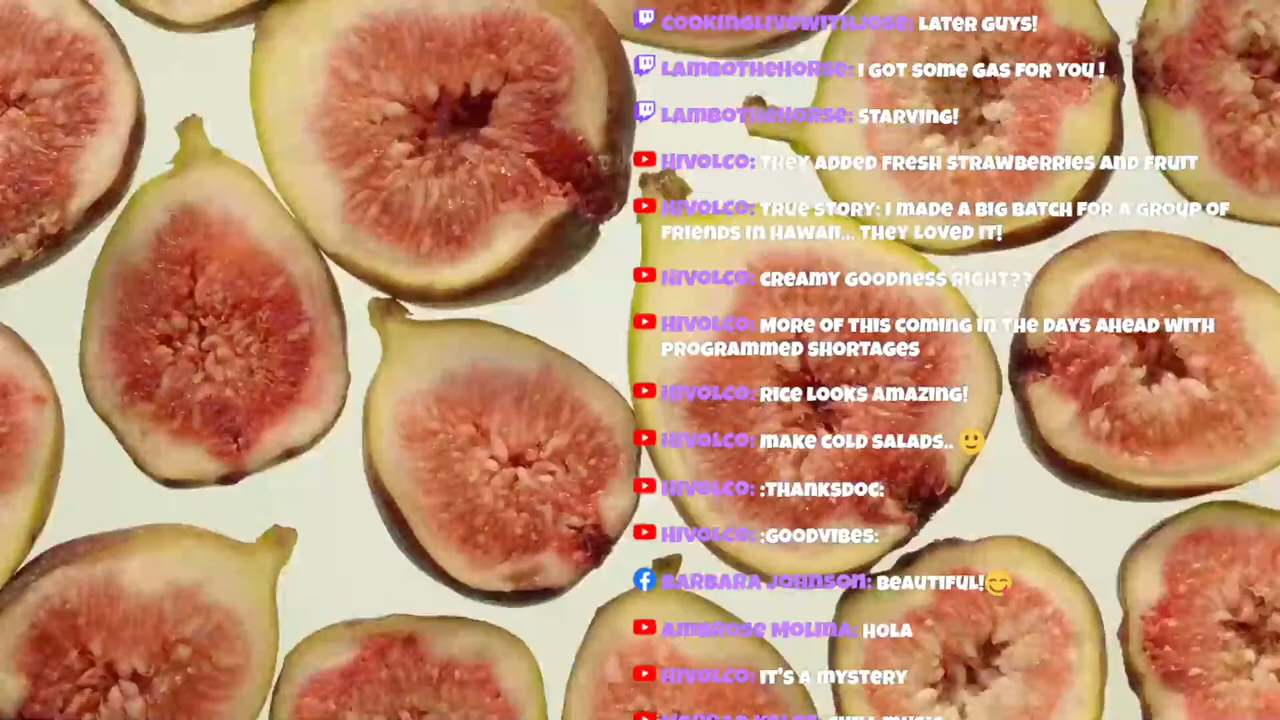 COOKINGLIVEWITHJOSE: LATER GUYS!
LAMBOTHEHORSE: I GOT SOME GAS FOR YOU !
LAMBOTHEHORSE: STARVING!
HIVOLCO: THEY ADDED FRESH STRAWBERRIES AND FRUIT
HIVOLCO: TRUE STORY: I MADE A BIG BATCH FOR A GROUP OF
FRIENDS IN HAWAII... THEY LOVED IT!
HIVOLCO: CREAMY GOODNESS RIGHT??
HIVOLCO: MORE OF THIS COMING IN THE DAYS AHEAD WITH
PROGRAMMED SHORTAGES
HIVOLCO: RICE LOOKS AMAZING!
HIVOLCO: MAKE COLD SALADS.. 🙂
HIVOLCO: :THANKSDOC:
HIVOLCO: :GOODVIBES:
BARBARA JOHNSON: BEAUTIFUL!😋
AMBROSE MOLINA: HOLA
HIVOLCO: IT'S A MYSTERY